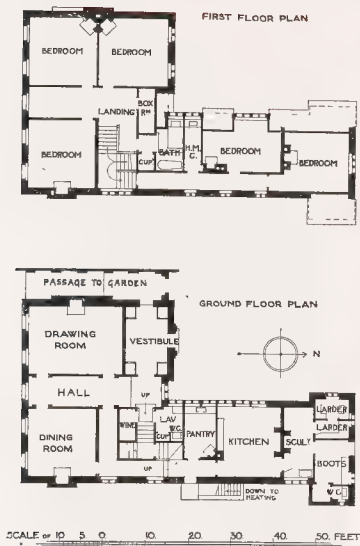 FIRST FLOOR PLAN
BEDROOM
BEDROOM
BOX
RM
LANDING
BEDROOM
CUP
BATH
H.M.
C.
BEDROOM
BEDROOM
PASSAGE TO GARDEN
GROUND FLOOR PLAN
DRAWING
ROOM
VESTIBULE
N
HALL
UP
WINES
LAV
W.C.
CUP
PANTRY
KITCHEN
SCULY
LARDER
LARDER
DINING
ROOM
BOOTS
UP
W.C.
DOWN TO
HEATING
SCALE OF 10 5 0 10. 20. 30. 40. 50. FEET